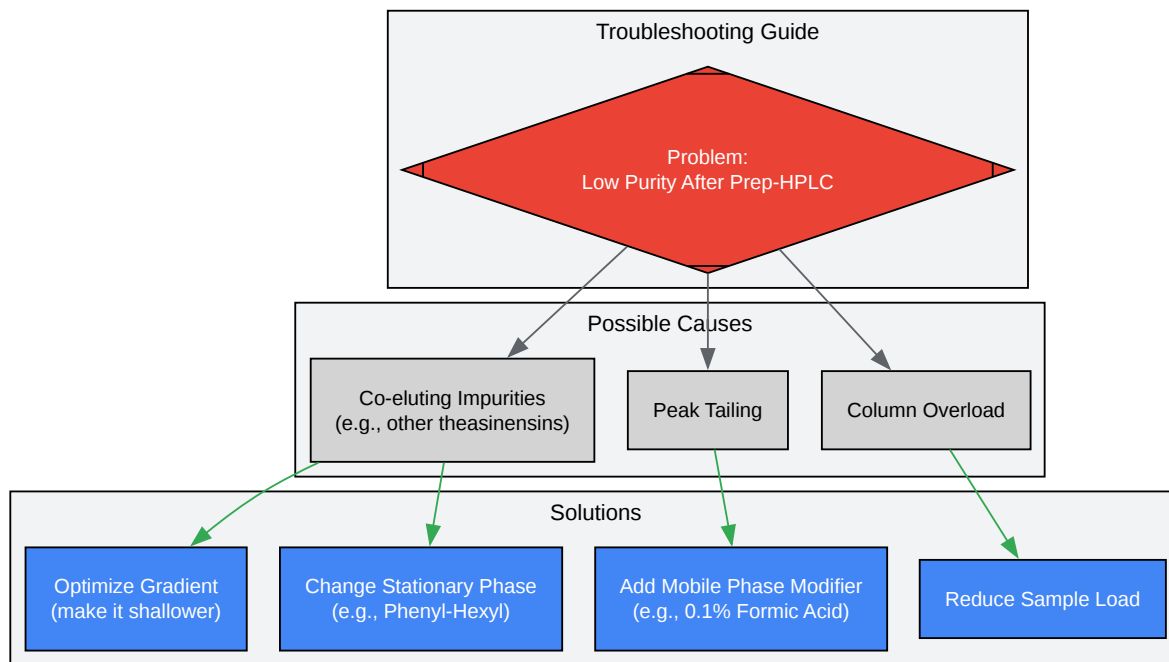 Troubleshooting Guide
Problem:
Low Purity After Prep-HPLC
Possible Causes
Co-eluting Impurities
(e.g., other theasinensins)
Peak Tailing
Column Overload
Solutions
Optimize Gradient
(make it shallower)
Change Stationary Phase
(e.g., Phenyl-Hexyl)
Add Mobile Phase Modifier
(e.g., 0.1% Formic Acid)
Reduce Sample Load